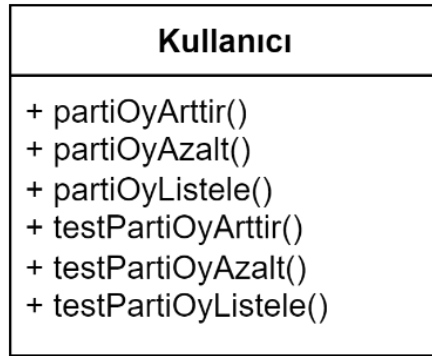 Kullanıcı
+ partiOyArttir()
+ partiOyAzalt()
+ partiOyListele()
+ testPartiOyArttir()
+ testPartiOyAzalt()
+ testPartiOyListele()